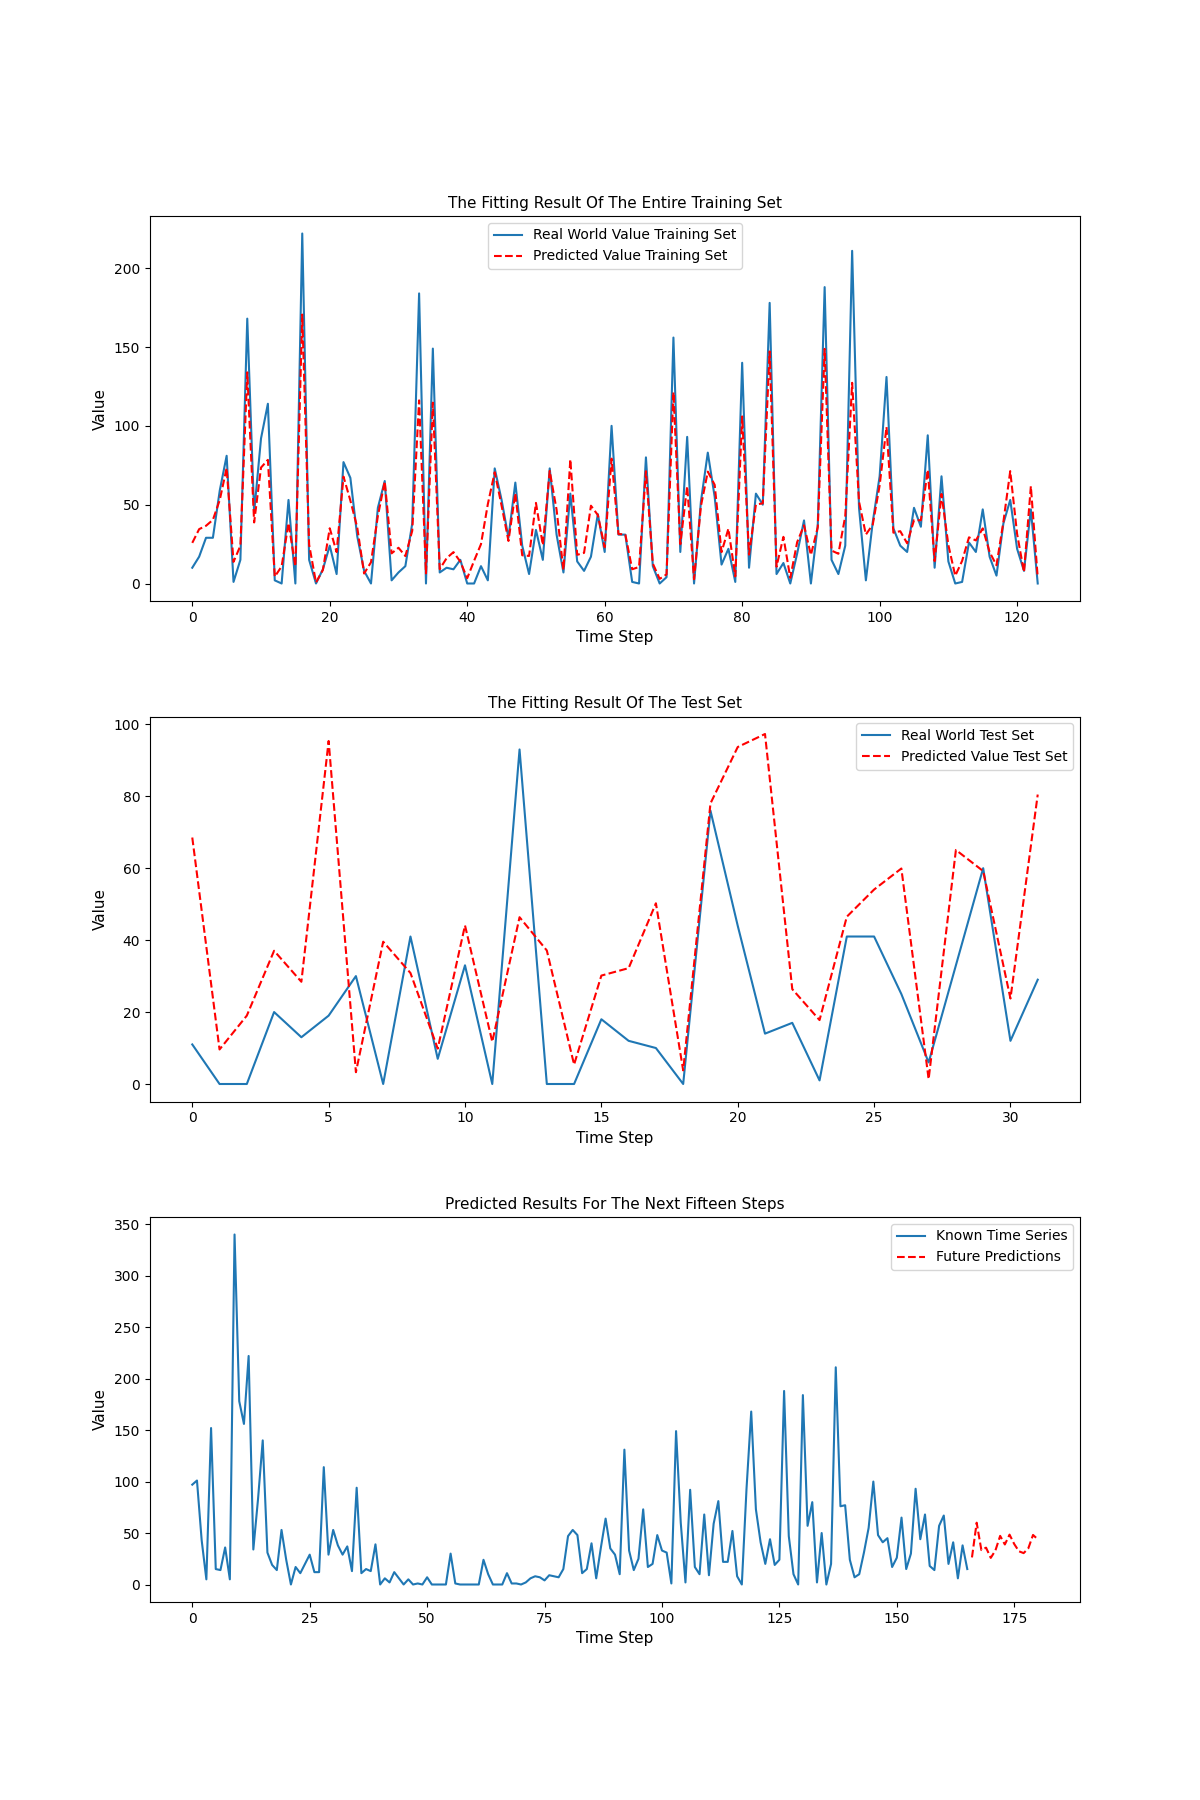 The Fitting Result Of The Entire Training Set
Real World Value Training Set
Predicted Value Training Set
Value
200
150
100
50
0
0 20 40 60 80 100 120
Time Step
The Fitting Result Of The Test Set
Real World Test Set
Predicted Value Test Set
Value
100
80
60
40
20
0
0 5 10 15 20 25 30
Time Step
Predicted Results For The Next Fifteen Steps
Known Time Series
Future Predictions
Value
350
300
250
200
150
100
50
0
0 25 50 75 100 125 150 175
Time Step